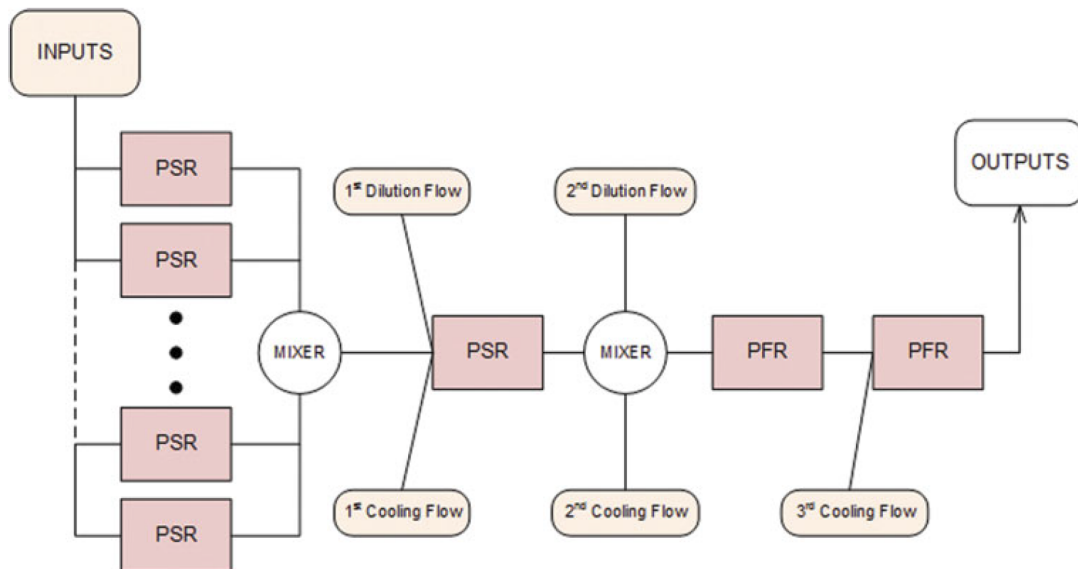 INPUTS
PSR
PSR
PSR
PSR
MIXER
1st Dilution Flow
1st Cooling Flow
PSR
2nd Dilution Flow
MIXER
2nd Cooling Flow
PFR
PFR
3rd Cooling Flow
OUTPUTS